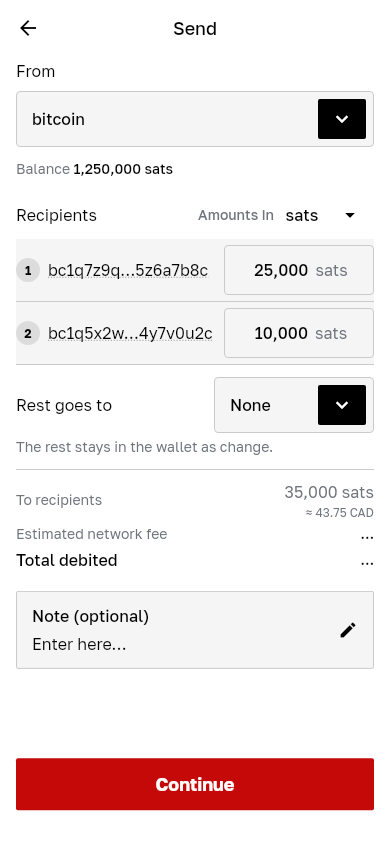 Send
From
bitcoin
Balance 1,250,000 sats
Recipients Amounts in sats
1 bc1q7z9q...5z6a7b8c 25,000 sats
2 bc1q5x2w...4y7v0u2c 10,000 sats
Rest goes to None
The rest stays in the wallet as change.
To recipients 35,000 sats
≈ 43.75 CAD
Estimated network fee ...
Total debited ...
Note (optional)
Enter here...
Continue